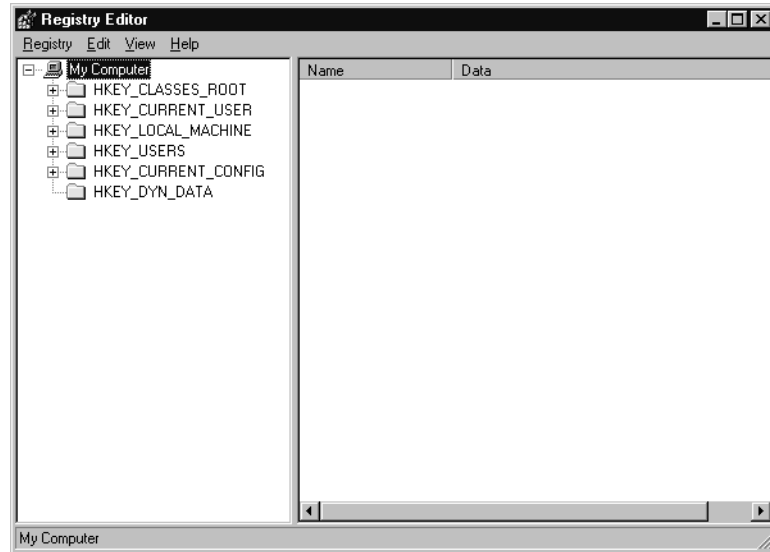 Registry Editor
Registry Edit View Help
My Computer
HKEY_CLASSES_ROOT
HKEY_CURRENT_USER
HKEY_LOCAL_MACHINE
HKEY_USERS
HKEY_CURRENT_CONFIG
HKEY_DYN_DATA
Name Data
My Computer